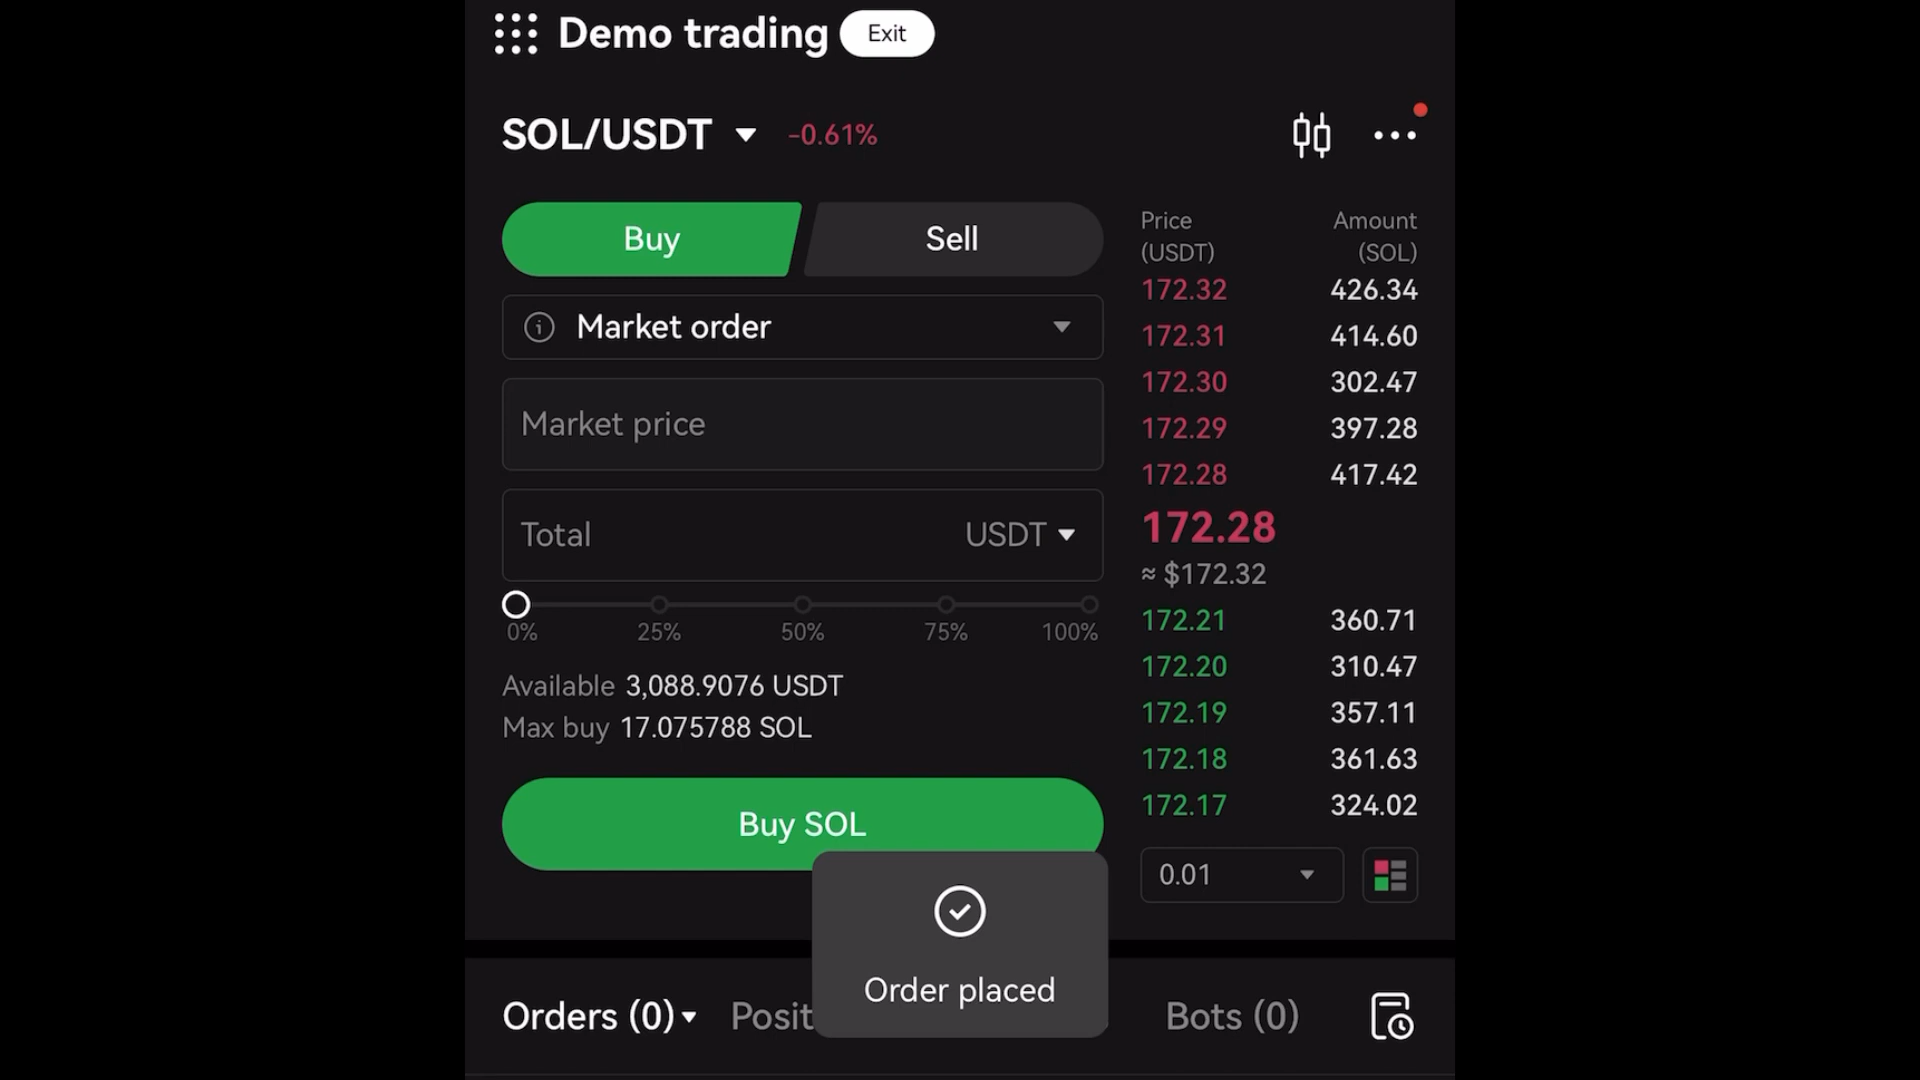 Demo trading Exit
SOL/USDT -0.61%
Buy
Sell
Market order
Market price
Total USDT
0% 25% 50% 75% 100%
Available 3,088.9076 USDT
Max buy 17.075788 SOL
Buy SOL
Price Amount
(USDT) (SOL)
172.32 426.34
172.31 414.60
172.30 302.47
172.29 397.28
172.28 417.42
172.28
≈ $172.32
172.21 360.71
172.20 310.47
172.19 357.11
172.18 361.63
172.17 324.02
0.01
Order placed
Orders (0) Posit Bots (0)